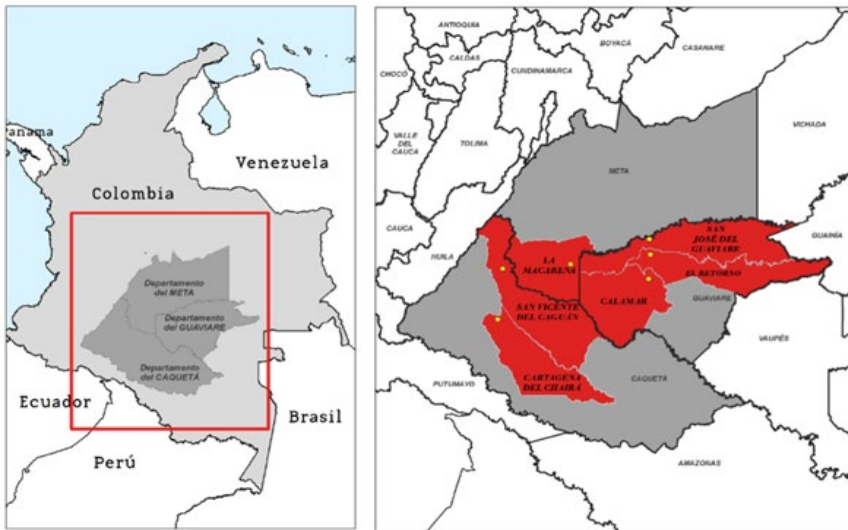 Panama
Venezuela
Colombia
Departamento
del META
Departamento
del GUAVIARE
Departamento
del CAQUETÁ
Ecuador
Brasil
Perú
ANTIOQUIA
BOYACÁ
CASANARE
CALDAS
CHOCÓ
CUNDINAMARCA
VICHADA
VALLE
DEL
CAUCA
TOLIMA
META
CAUCA
HUILA
GUAINÍA
SAN
JOSÉ DEL
GUAVIARE
LA
MACARENA
EL RETORNO
CALAMAR
SAN VICENTE
DEL CAGUÁN
GUAVIARE
VAUPÉS
CARTAGENA
DEL CHAIRÁ
CAQUETÁ
PUTUMAYO
AMAZONAS